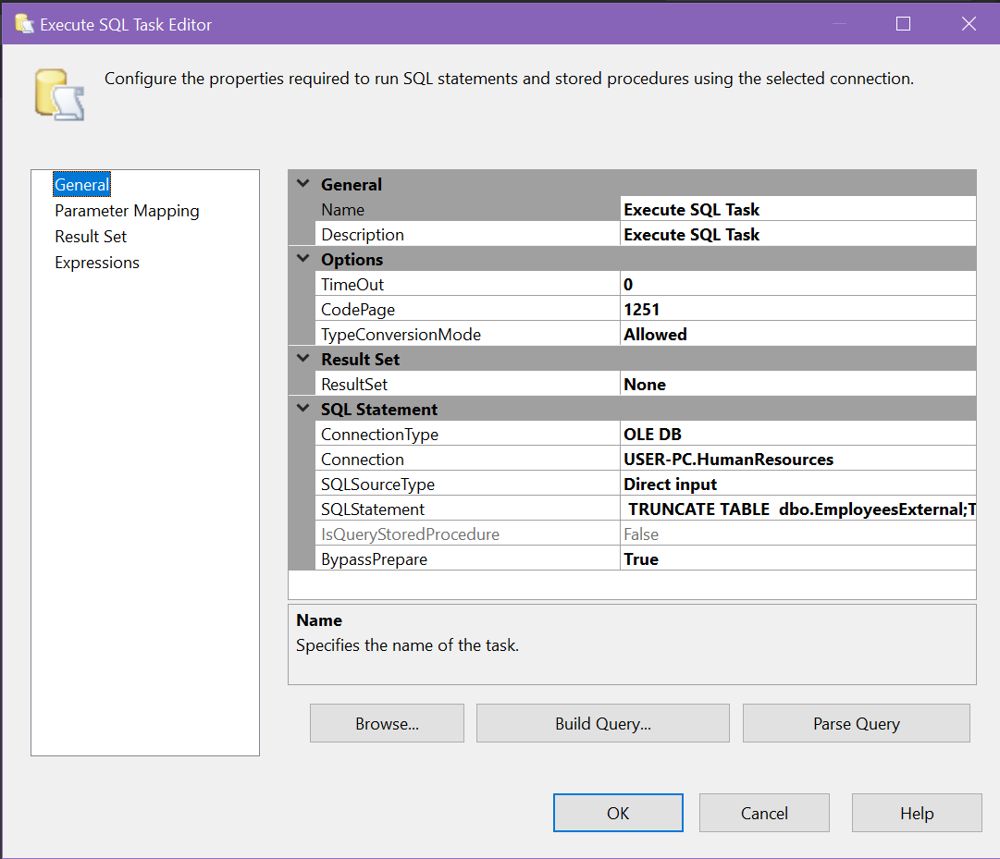 Execute SQL Task Editor
Configure the properties required to run SQL statements and stored procedures using the selected connection.
General
Parameter Mapping
Result Set
Expressions
General
Name Execute SQL Task
Description Execute SQL Task
Options
TimeOut 0
CodePage 1251
TypeConversionMode Allowed
Result Set
ResultSet None
SQL Statement
ConnectionType OLE DB
Connection USER-PC.HumanResources
SQLSourceType Direct input
SQLStatement TRUNCATE TABLE dbo.EmployeesExternal;T
IsQueryStoredProcedure False
BypassPrepare True
Name
Specifies the name of the task.
Browse... Build Query... Parse Query
OK Cancel Help